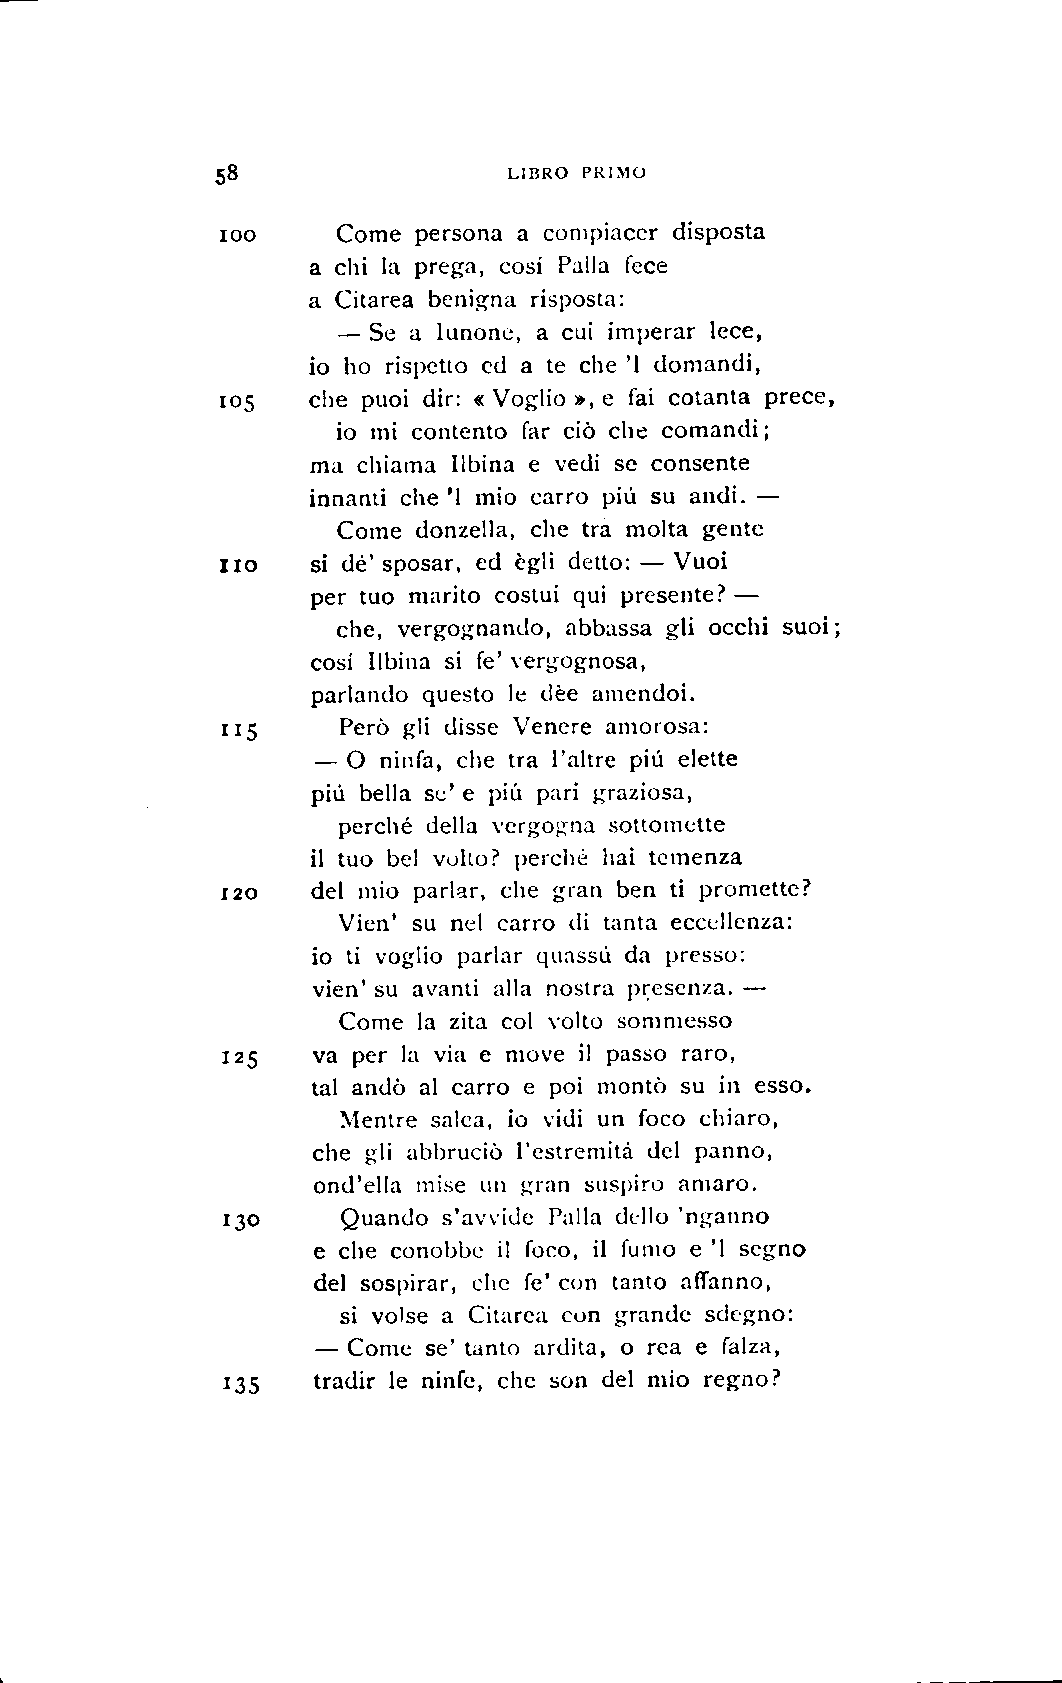 58 LIBRO PRIMO
100 Come persona a compiacer disposta
a chi la prega, cosí Palla fece
a Citarea benigna risposta:
— Se a Iunone, a cui imperar lece,
io ho rispetto ed a te che 'l domandi,
105 che puoi dir: « Voglio », e fai cotanta prece,
io mi contento far ciò che comandi;
ma chiama Ilbina e vedi se consente
innanti che 'l mio carro piú su andi. —
Come donzella, che tra molta gente
110 si dé' sposar, ed ègli detto: — Vuoi
per tuo marito costui qui presente? —
che, vergognando, abbassa gli occhi suoi;
cosí Ilbina si fe' vergognosa,
parlando questo le dèe amendoi.
115 Però gli disse Venere amorosa:
— O ninfa, che tra l'altre piú elette
piú bella se' e piú pari graziosa,
perché della vergogna sottomette
il tuo bel volto? perché hai temenza
120 del mio parlar, che gran ben ti promette?
Vien' su nel carro di tanta eccellenza:
io ti voglio parlar quassú da presso:
vien' su avanti alla nostra presenza. —
Come la zita col volto sommesso
125 va per la via e move il passo raro,
tal andò al carro e poi montò su in esso.
Mentre salea, io vidi un foco chiaro,
che gli abbruciò l'estremitá del panno,
ond'ella mise un gran suspiro amaro.
130 Quando s'avvide Palla dello 'nganno
e che conobbe il foco, il fumo e 'l segno
del sospirar, che fe' con tanto affanno,
si volse a Citarea con grande sdegno:
— Come se' tanto ardita, o rea e falza,
135 tradir le ninfe, che son del mio regno?